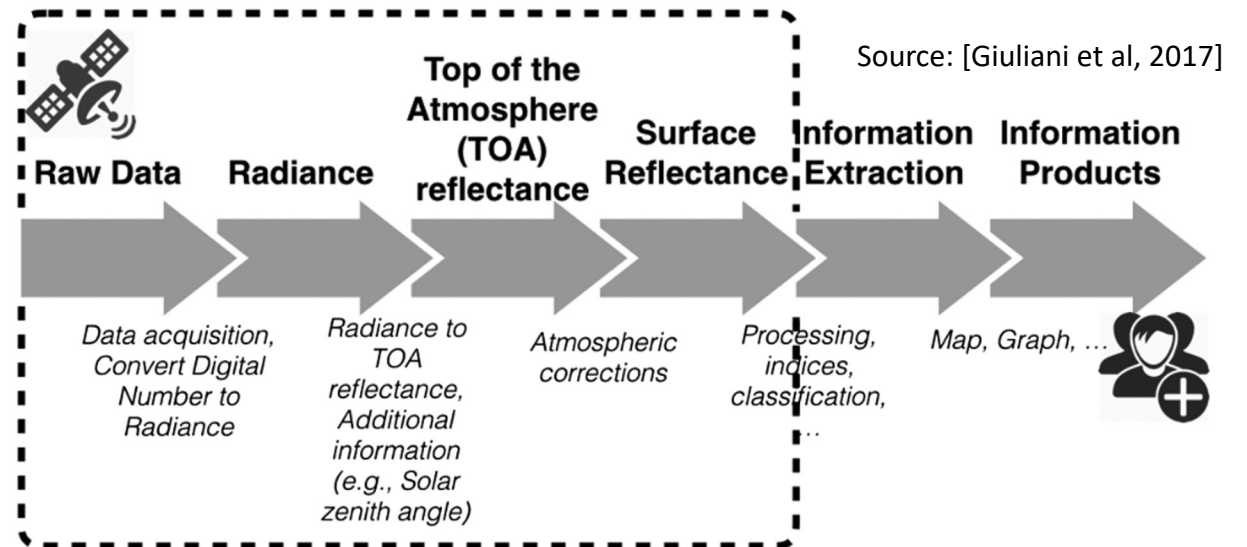 Source: [Giuliani et al, 2017]
Raw Data
Radiance
Top of the
Atmosphere
(TOA)
reflectance
Surface
Reflectance
Information
Extraction
Information
Products
Data acquisition,
Convert Digital
Number to
Radiance
Radiance to
TOA
reflectance,
Additional
information
(e.g., Solar
zenith angle)
Atmospheric
corrections
Processing,
indices,
classification,
…
Map, Graph, …